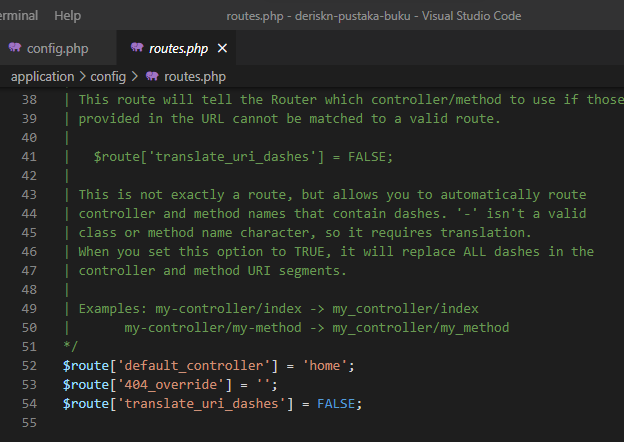 erminal Help routes.php - deriskn-pustaka-buku - Visual Studio Code
config.php routes.php
application > config > routes.php
38 | This route will tell the Router which controller/method to use if those
39 | provided in the URL cannot be matched to a valid route.
40 |
41 |   $route['translate_uri_dashes'] = FALSE;
42 |
43 | This is not exactly a route, but allows you to automatically route
44 | controller and method names that contain dashes. '-' isn't a valid
45 | class or method name character, so it requires translation.
46 | When you set this option to TRUE, it will replace ALL dashes in the
47 | controller and method URI segments.
48 |
49 | Examples: my-controller/index -> my_controller/index
50 |       my-controller/my-method -> my_controller/my_method
51 */
52 $route['default_controller'] = 'home';
53 $route['404_override'] = '';
54 $route['translate_uri_dashes'] = FALSE;
55